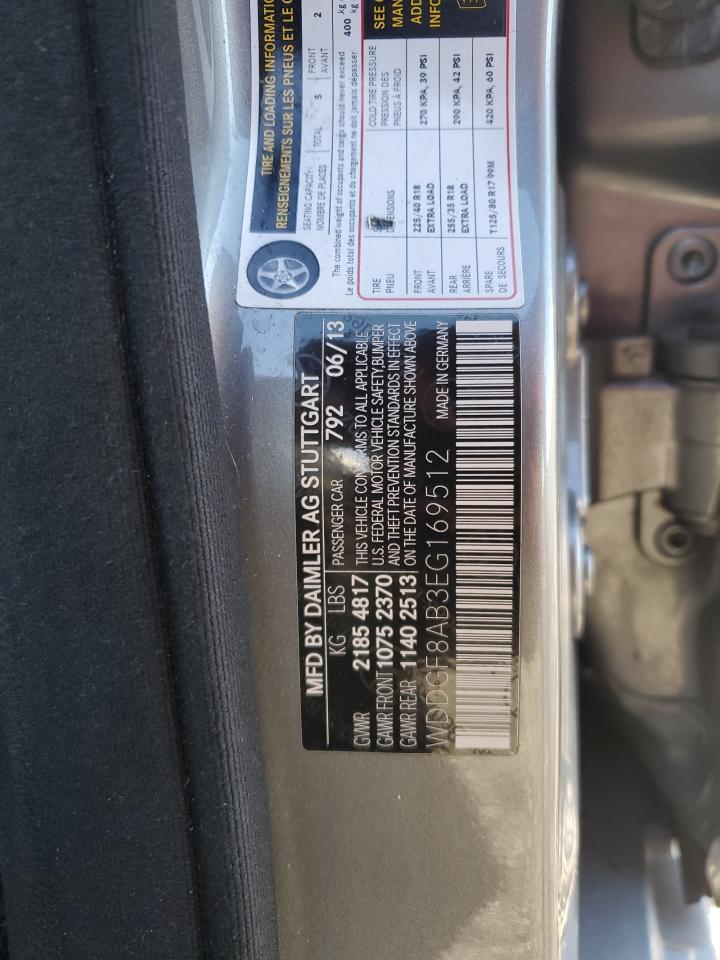 TIRE AND LOADING INFORMATION
RENSEIGNEMENTS SUR LES PNEUS ET LE
SEATING CAPACITY TOTAL 5 FRONT 2
NOMBRE DE PLACES AVANT
The combined weight of occupants and cargo should never exceed 400 kg
Le poids total des occupants et du chargement ne doit jamais dépasser kg
TIRE DIMENSIONS COLD TIRE PRESSURE SEE
PNEU PRESSION DES PNEUS À FROID
FRONT 225/40 R18 270 KPA, 39 PSI
AVANT EXTRA LOAD
REAR 255/35 R18 290 KPA, 42 PSI
ARRIÈRE EXTRA LOAD
SPARE T125/80 R17 99M 420 KPA, 60 PSI
DE SECOURS
MFD BY DAIMLER AG STUTTGART
KG LBS PASSENGER CAR 792 06/13
GVWR 2185 4817 THIS VEHICLE CONFORMS TO ALL APPLICABLE
GAWR FRONT 1075 2370 U.S. FEDERAL MOTOR VEHICLE SAFETY, BUMPER
AND THEFT PREVENTION STANDARDS IN EFFECT
GAWR REAR 1140 2513 ON THE DATE OF MANUFACTURE SHOWN ABOVE
WDDGF8AB3EG169512 MADE IN GERMANY